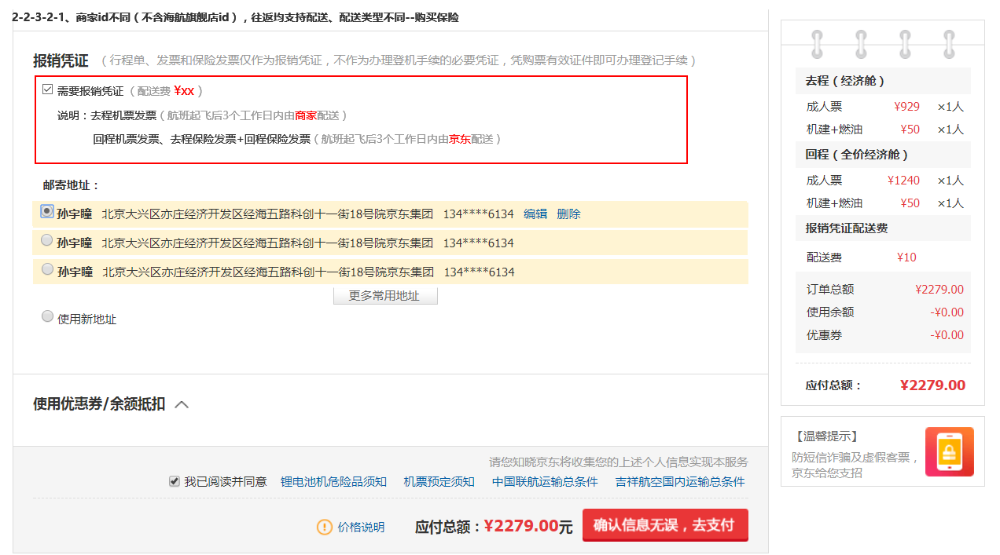 2-2-3-2-1、商家id不同（不含海航旗舰店id），往返均支持配送、配送类型不同--购买保险
报销凭证 （行程单、发票和保险发票仅作为报销凭证，不作为办理登机手续的必要凭证，凭购票有效证件即可办理登记手续）
需要报销凭证（配送费 ¥xx ）
说明：去程机票发票（航班起飞后3个工作日内由商家配送）
回程机票发票、去程保险发票+回程保险发票（航班起飞后3个工作日内由京东配送）
邮寄地址：
孙宇曈 北京大兴区亦庄经济开发区经海五路科创十一街18号院京东集团 134****6134 编辑 删除
孙宇曈 北京大兴区亦庄经济开发区经海五路科创十一街18号院京东集团 134****6134
孙宇曈 北京大兴区亦庄经济开发区经海五路科创十一街18号院京东集团 134****6134
更多常用地址
使用新地址
使用优惠券/余额抵扣
请您知晓京东将收集您的上述个人信息实现本服务
我已阅读并同意 锂电池机危险品须知 机票预定须知 中国联航运输总条件 吉祥航空国内运输总条件
价格说明 应付总额：¥2279.00元 确认信息无误，去支付
去程（经济舱）
成人票 ¥929 ×1人
机建+燃油 ¥50 ×1人
回程（全价经济舱）
成人票 ¥1240 ×1人
机建+燃油 ¥50 ×1人
报销凭证配送费
配送费 ¥10
订单总额 ¥2279.00
使用余额 -¥0.00
优惠券 -¥0.00
应付总额： ¥2279.00
【温馨提示】
防短信诈骗及虚假客票，
京东给您支招